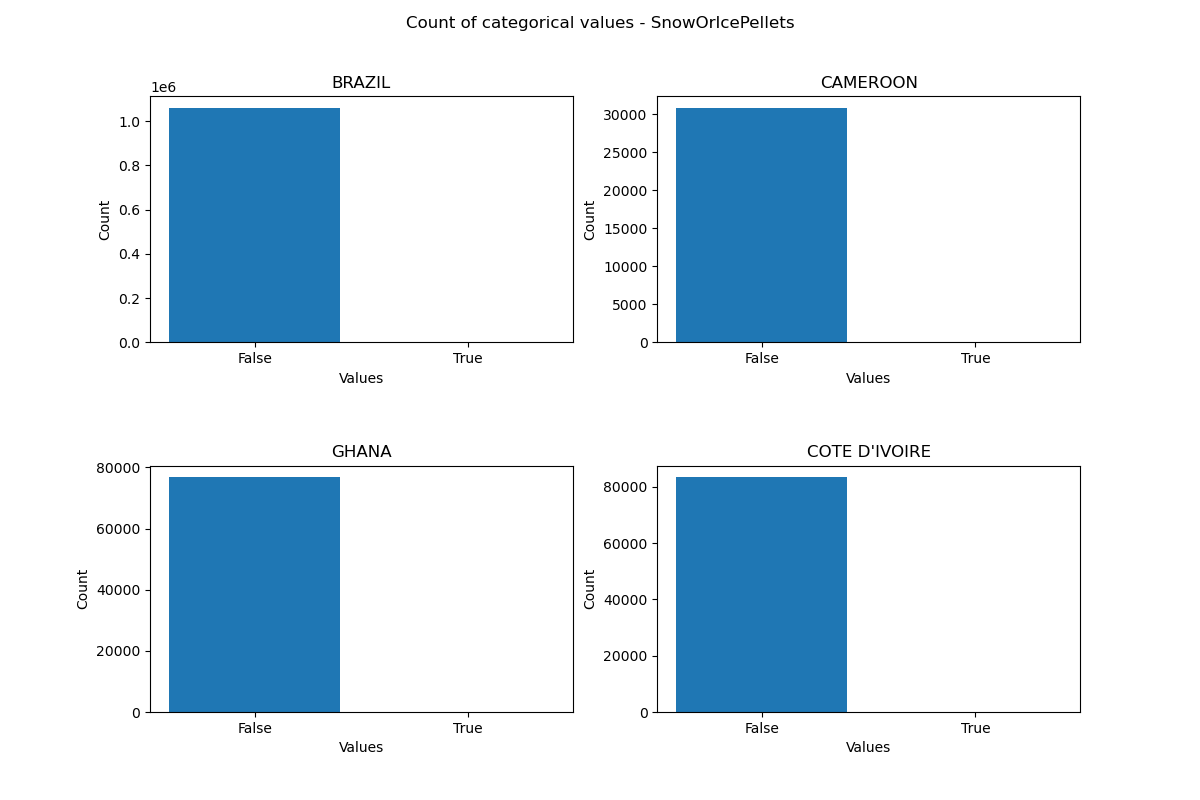 Count of categorical values - SnowOrIcePellets
BRAZIL
1e6
1.0
0.8
0.6
0.4
0.2
0.0
Count
False True
Values
CAMEROON
30000
25000
20000
15000
10000
5000
0
Count
False True
Values
GHANA
80000
60000
40000
20000
0
Count
False True
Values
COTE D'IVOIRE
80000
60000
40000
20000
0
Count
False True
Values